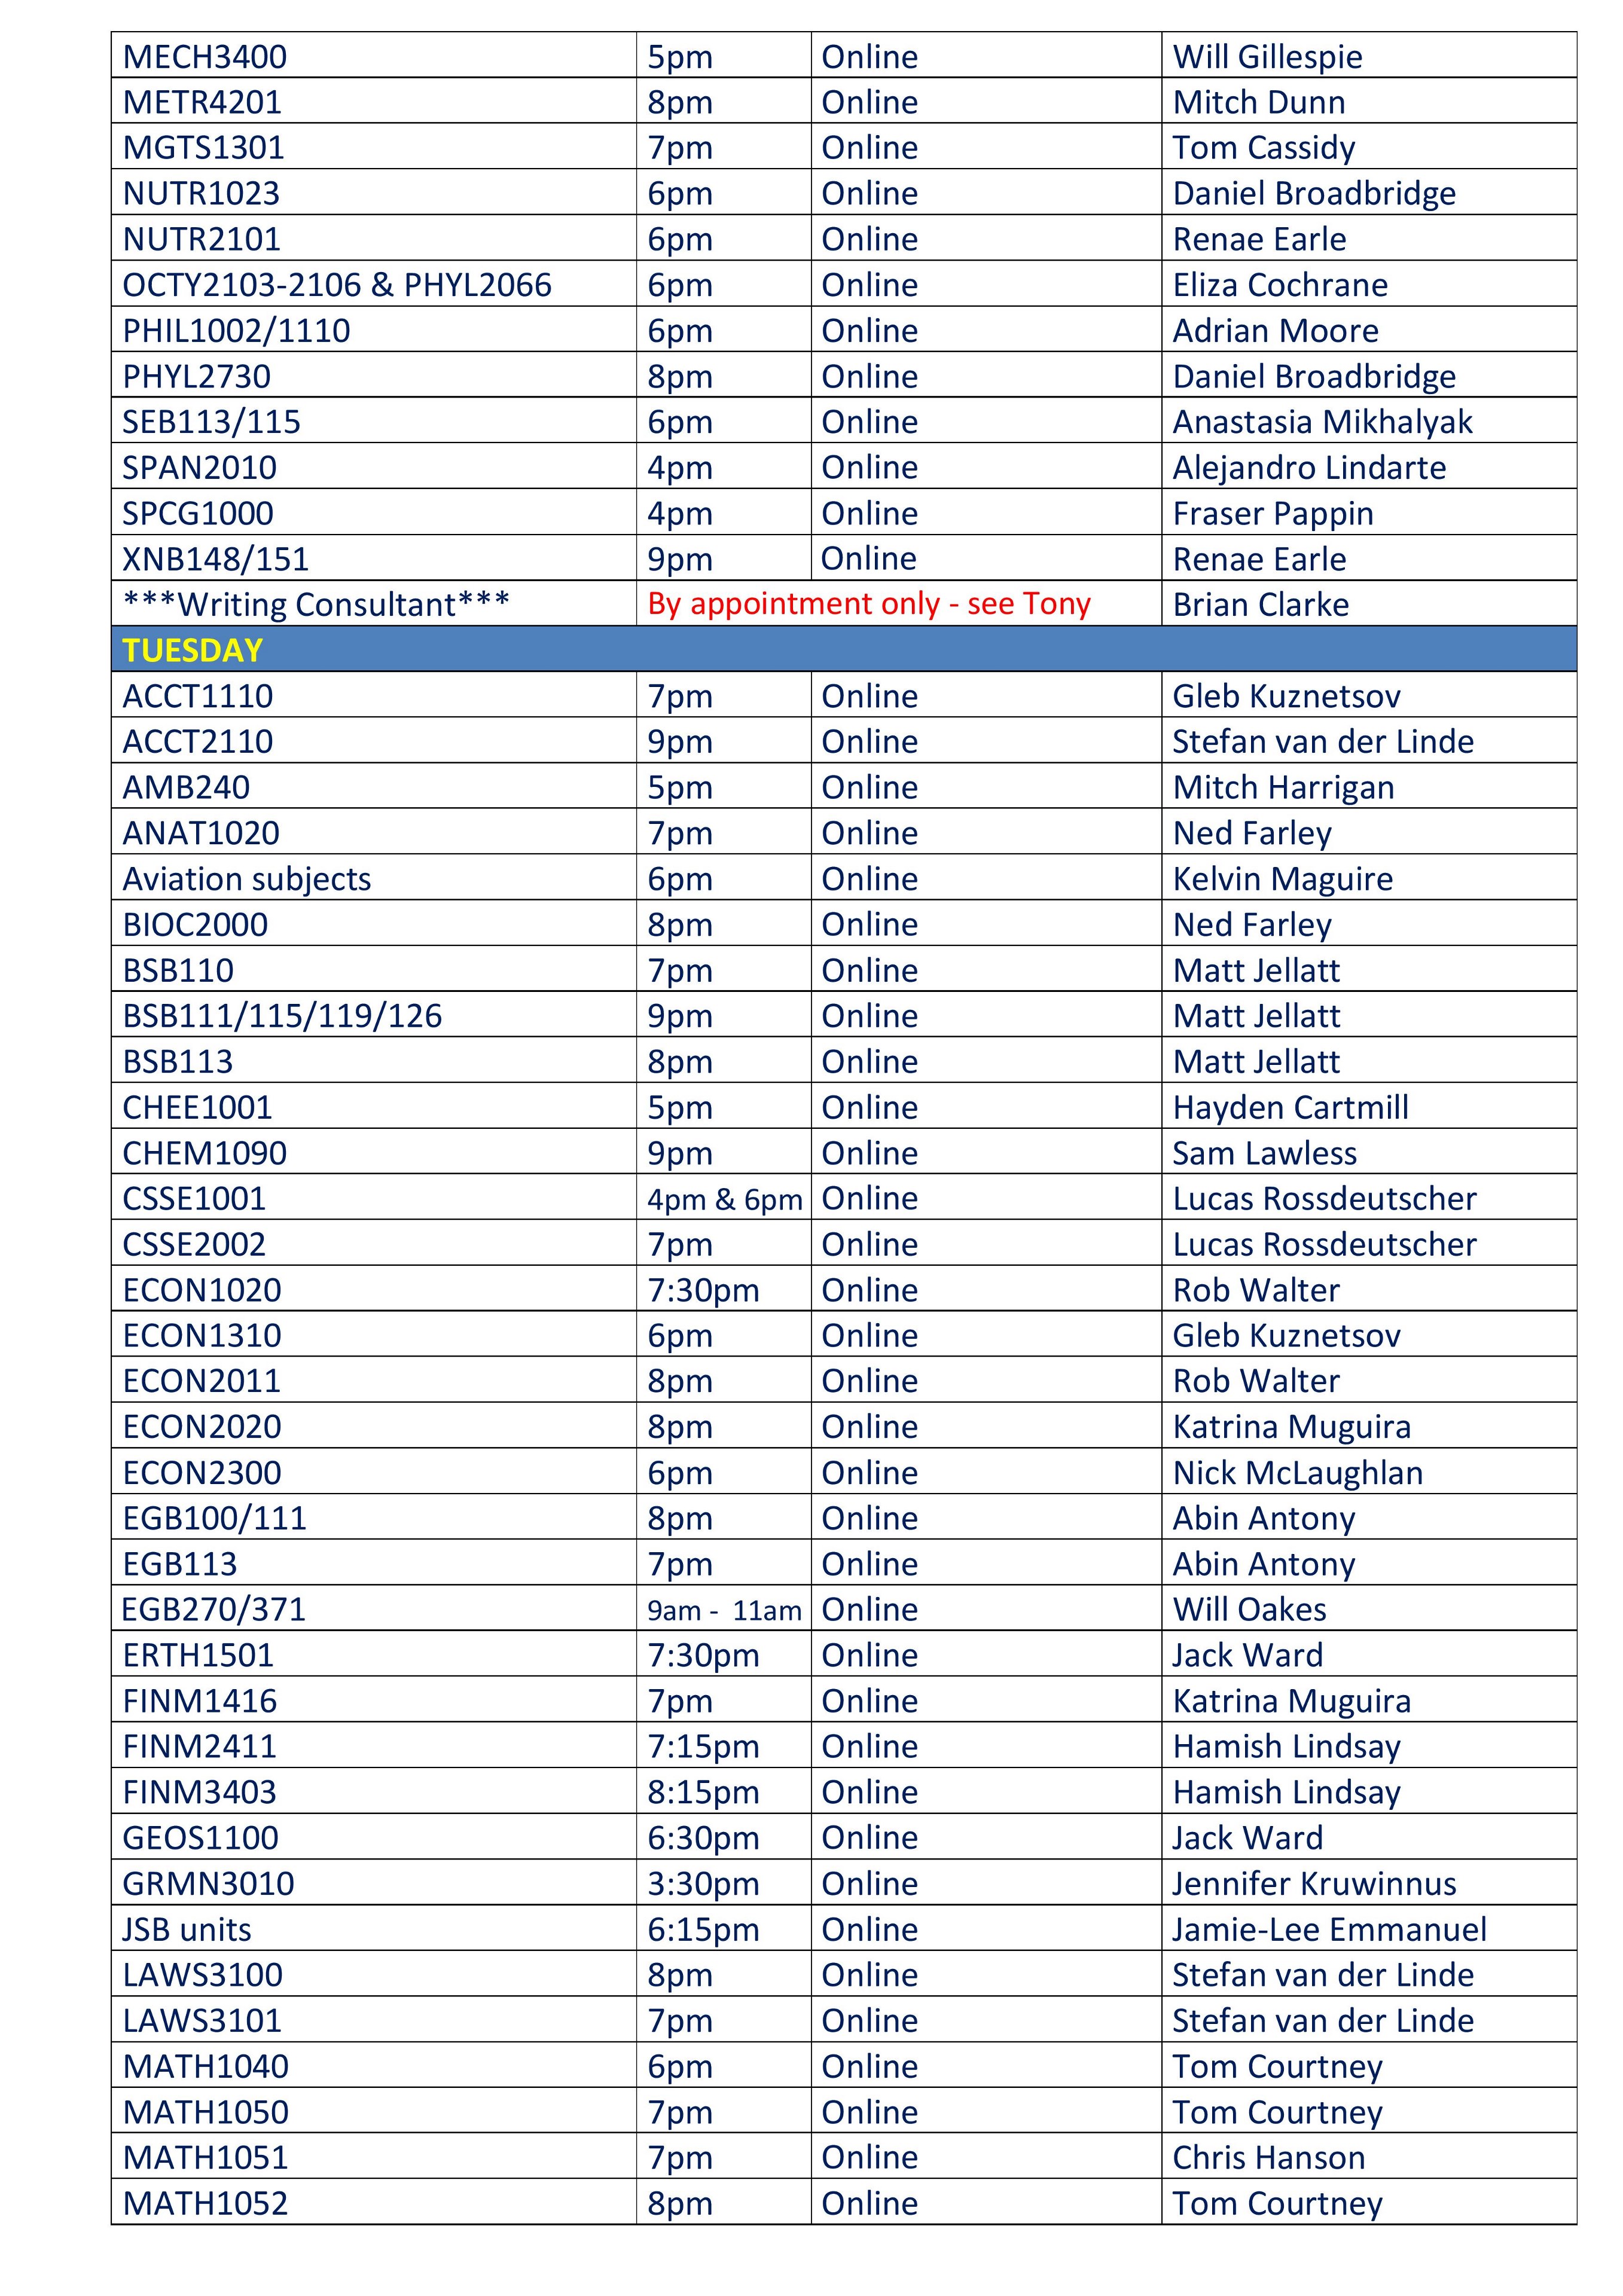 MECH3400 5pm Online Will Gillespie
METR4201 8pm Online Mitch Dunn
MGTS1301 7pm Online Tom Cassidy
NUTR1023 6pm Online Daniel Broadbridge
NUTR2101 6pm Online Renae Earle
OCTY2103-2106 & PHYL2066 6pm Online Eliza Cochrane
PHIL1002/1110 6pm Online Adrian Moore
PHYL2730 8pm Online Daniel Broadbridge
SEB113/115 6pm Online Anastasia Mikhalyak
SPAN2010 4pm Online Alejandro Lindarte
SPCG1000 4pm Online Fraser Pappin
XNB148/151 9pm Online Renae Earle
***Writing Consultant*** By appointment only - see Tony Brian Clarke
TUESDAY
ACCT1110 7pm Online Gleb Kuznetsov
ACCT2110 9pm Online Stefan van der Linde
AMB240 5pm Online Mitch Harrigan
ANAT1020 7pm Online Ned Farley
Aviation subjects 6pm Online Kelvin Maguire
BIOC2000 8pm Online Ned Farley
BSB110 7pm Online Matt Jellatt
BSB111/115/119/126 9pm Online Matt Jellatt
BSB113 8pm Online Matt Jellatt
CHEE1001 5pm Online Hayden Cartmill
CHEM1090 9pm Online Sam Lawless
CSSE1001 4pm & 6pm Online Lucas Rossdeutscher
CSSE2002 7pm Online Lucas Rossdeutscher
ECON1020 7:30pm Online Rob Walter
ECON1310 6pm Online Gleb Kuznetsov
ECON2011 8pm Online Rob Walter
ECON2020 8pm Online Katrina Muguira
ECON2300 6pm Online Nick McLaughlan
EGB100/111 8pm Online Abin Antony
EGB113 7pm Online Abin Antony
EGB270/371 9am - 11am Online Will Oakes
ERTH1501 7:30pm Online Jack Ward
FINM1416 7pm Online Katrina Muguira
FINM2411 7:15pm Online Hamish Lindsay
FINM3403 8:15pm Online Hamish Lindsay
GEOS1100 6:30pm Online Jack Ward
GRMN3010 3:30pm Online Jennifer Kruwinnus
JSB units 6:15pm Online Jamie-Lee Emmanuel
LAWS3100 8pm Online Stefan van der Linde
LAWS3101 7pm Online Stefan van der Linde
MATH1040 6pm Online Tom Courtney
MATH1050 7pm Online Tom Courtney
MATH1051 7pm Online Chris Hanson
MATH1052 8pm Online Tom Courtney